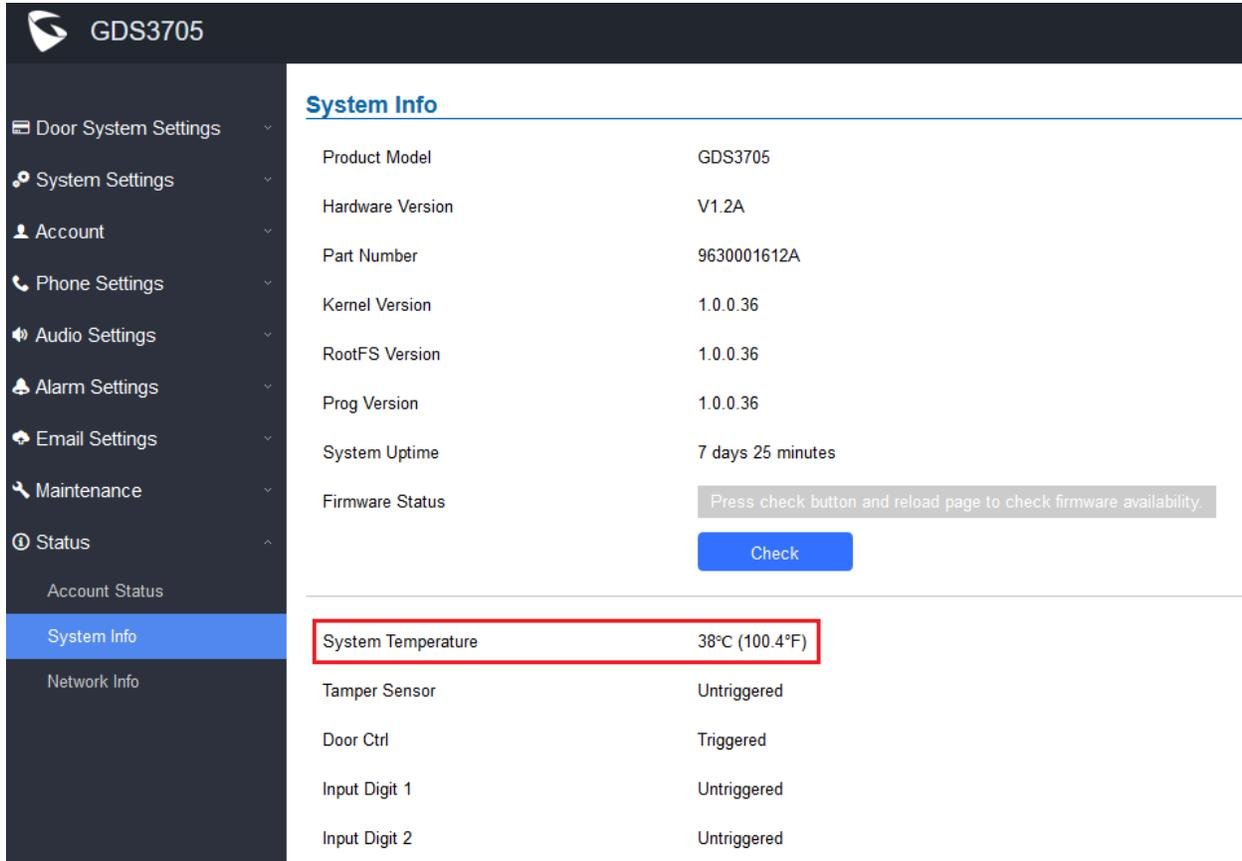 GDS3705
Door System Settings
System Settings
Account
Phone Settings
Audio Settings
Alarm Settings
Email Settings
Maintenance
Status
Account Status
System Info
Network Info
System Info
Product Model GDS3705
Hardware Version V1.2A
Part Number 9630001612A
Kernel Version 1.0.0.36
RootFS Version 1.0.0.36
Prog Version 1.0.0.36
System Uptime 7 days 25 minutes
Firmware Status Press check button and reload page to check firmware availability.
Check
System Temperature 38℃ (100.4°F)
Tamper Sensor Untriggered
Door Ctrl Triggered
Input Digit 1 Untriggered
Input Digit 2 Untriggered